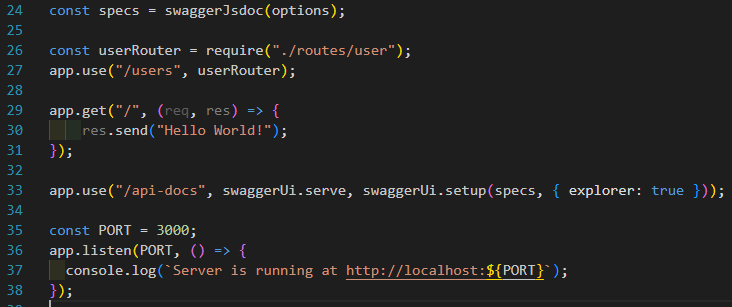 24 const specs = swaggerJsdoc(options);
25
26 const userRouter = require("./routes/user");
27 app.use("/users", userRouter);
28
29 app.get("/", (req, res) => {
30     res.send("Hello World!");
31 });
32
33 app.use("/api-docs", swaggerUi.serve, swaggerUi.setup(specs, { explorer: true }));
34
35 const PORT = 3000;
36 app.listen(PORT, () => {
37   console.log(`Server is running at http://localhost:${PORT}`);
38 });